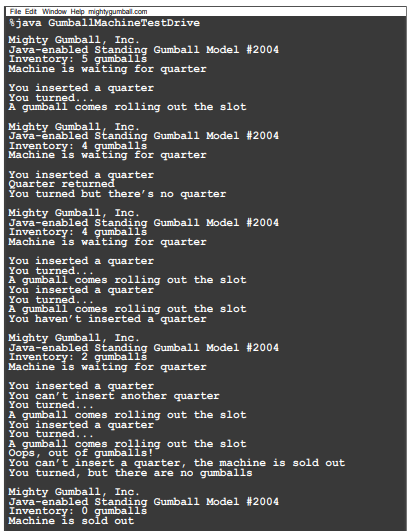 File Edit Window Help mightygumball.com
%java GumballMachineTestDrive
Mighty Gumball, Inc.
Java-enabled Standing Gumball Model #2004
Inventory: 5 gumballs
Machine is waiting for quarter
You inserted a quarter
You turned...
A gumball comes rolling out the slot
Mighty Gumball, Inc.
Java-enabled Standing Gumball Model #2004
Inventory: 4 gumballs
Machine is waiting for quarter
You inserted a quarter
Quarter returned
You turned but there’s no quarter
Mighty Gumball, Inc.
Java-enabled Standing Gumball Model #2004
Inventory: 4 gumballs
Machine is waiting for quarter
You inserted a quarter
You turned...
A gumball comes rolling out the slot
You inserted a quarter
You turned...
A gumball comes rolling out the slot
You haven’t inserted a quarter
Mighty Gumball, Inc.
Java-enabled Standing Gumball Model #2004
Inventory: 2 gumballs
Machine is waiting for quarter
You inserted a quarter
You can’t insert another quarter
You turned...
A gumball comes rolling out the slot
You inserted a quarter
You turned...
A gumball comes rolling out the slot
Oops, out of gumballs!
You can’t insert a quarter, the machine is sold out
You turned, but there are no gumballs
Mighty Gumball, Inc.
Java-enabled Standing Gumball Model #2004
Inventory: 0 gumballs
Machine is sold out